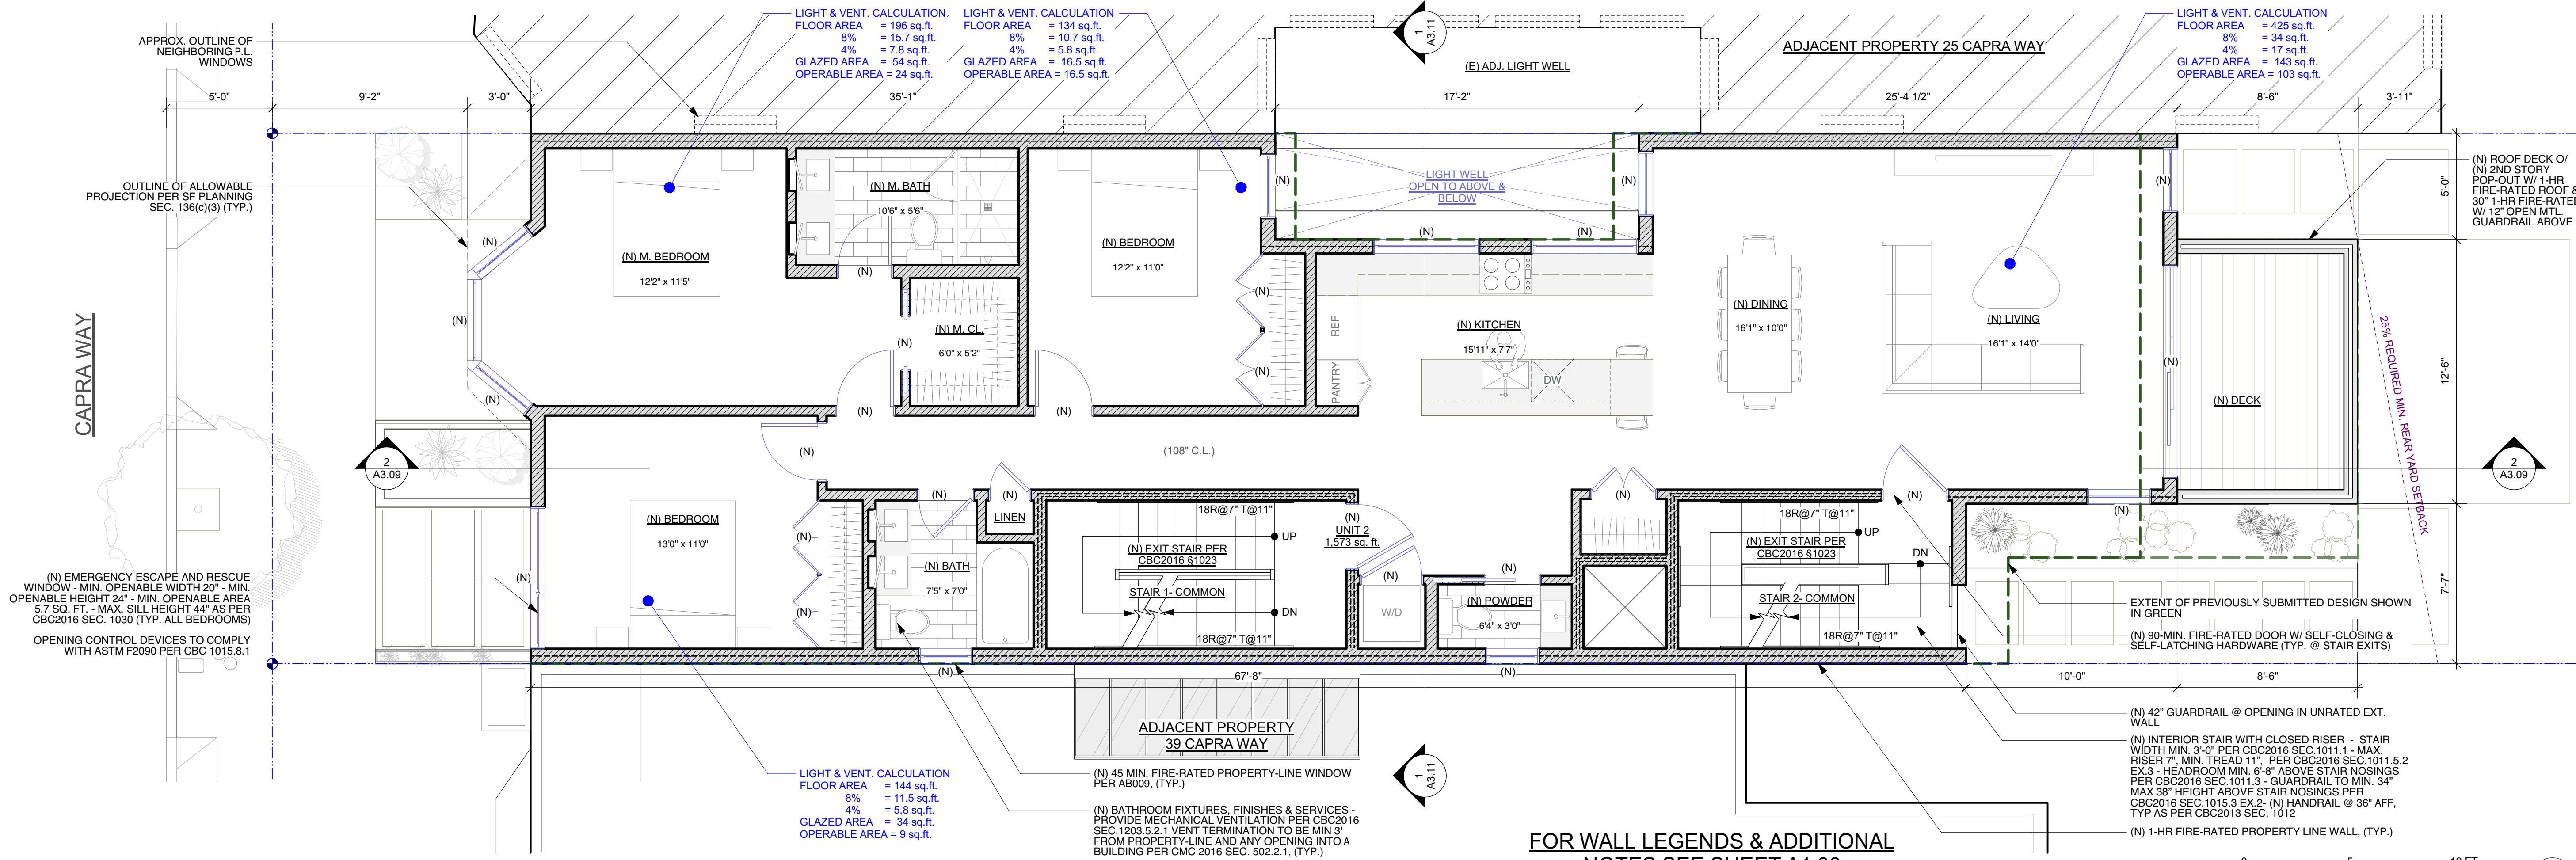 LIGHT & VENT. CALCULATION.
FLOOR AREA = 196 sq.ft.
8% = 15.7 sq.ft.
4% = 7.8 sq.ft.
GLAZED AREA = 54 sq.ft.
OPERABLE AREA = 24 sq.ft.
LIGHT & VENT. CALCULATION
FLOOR AREA = 134 sq.ft.
8% = 10.7 sq.ft.
4% = 5.8 sq.ft.
GLAZED AREA = 16.5 sq.ft.
OPERABLE AREA = 16.5 sq.ft.
1
A3.11
LIGHT & VENT. CALCULATION
FLOOR AREA = 425 sq.ft.
8% = 34 sq.ft.
4% = 17 sq.ft.
GLAZED AREA = 143 sq.ft.
OPERABLE AREA = 103 sq.ft.
APPROX. OUTLINE OF
NEIGHBORING P.L.
WINDOWS
(E) ADJ. LIGHT WELL
ADJACENT PROPERTY 25 CAPRA WAY
5'-0"
9'-2"
3'-0"
35'-1"
17'-2"
25'-4 1/2"
8'-6"
3'-11"
OUTLINE OF ALLOWABLE
PROJECTION PER SF PLANNING
SEC. 136(c)(3) (TYP.)
(N) ROOF DECK O/
(N) 2ND STORY
POP-OUT W/ 1-HR
FIRE-RATED ROOF &
30" 1-HR FIRE-RATED
W/ 12" OPEN MTL.
GUARDRAIL ABOVE
5'-0"
(N) M. BATH
10'6" x 5'6"
(N)
LIGHT WELL
OPEN TO ABOVE &
BELOW
(N)
(N)
(N)
(N)
(N)
(N) M. BEDROOM
12'2" x 11'5"
(N)
(N) BEDROOM
12'2" x 11'0"
(N)
(N)
(N) M. CL.
6'0" x 5'2"
(N)
(N)
(N)
(N)
(N)
(N)
REF
PANTRY
(N) KITCHEN
15'11" x 7'7"
DW
(N) DINING
16'1" x 10'0"
(N) LIVING
16'1" x 14'0"
(N)
(N) DECK
12'-6"
25% REQUIRED MIN. REAR YARD SETBACK
CAPRA WAY
2
A3.09
(108" C.L.)
2
A3.09
(N)
(N) BEDROOM
13'0" x 11'0"
(N)
(N)
(N)
(N)
(N)
LINEN
(N) BATH
7'5" x 7'0"
(N)
18R@7" T@11"
UP
(N) EXIT STAIR PER
CBC2016 §1023
STAIR 1- COMMON
DN
18R@7" T@11"
(N)
UNIT 2
1,573 sq. ft.
(N)
W/D
(N)
(N) POWDER
6'4" x 3'0"
(N)
(N)
18R@7" T@11"
UP
(N) EXIT STAIR PER
CBC2016 §1023
DN
STAIR 2- COMMON
18R@7" T@11"
(N)
(N)
7'-7"
(N) EMERGENCY ESCAPE AND RESCUE
WINDOW - MIN. OPENABLE WIDTH 20" - MIN.
OPENABLE HEIGHT 24" - MIN. OPENABLE AREA
5.7 SQ. FT. - MAX. SILL HEIGHT 44" AS PER
CBC2016 SEC. 1030 (TYP. ALL BEDROOMS)
OPENING CONTROL DEVICES TO COMPLY
WITH ASTM F2090 PER CBC 1015.8.1
EXTENT OF PREVIOUSLY SUBMITTED DESIGN SHOWN
IN GREEN
(N) 90-MIN. FIRE-RATED DOOR W/ SELF-CLOSING &
SELF-LATCHING HARDWARE (TYP. @ STAIR EXITS)
67'-8"
10'-0"
8'-6"
ADJACENT PROPERTY
39 CAPRA WAY
1
A3.11
(N) 42" GUARDRAIL @ OPENING IN UNRATED EXT.
WALL
(N) INTERIOR STAIR WITH CLOSED RISER - STAIR
WIDTH MIN. 3'-0" PER CBC2016 SEC.1011.1 - MAX.
RISER 7", MIN. TREAD 11", PER CBC2016 SEC.1011.5.2
EX.3 - HEADROOM MIN. 6'-8" ABOVE STAIR NOSINGS
PER CBC2016 SEC.1011.3 - GUARDRAIL TO MIN. 34"
MAX 38" HEIGHT ABOVE STAIR NOSINGS PER
CBC2016 SEC.1015.3 EX.2- (N) HANDRAIL @ 36" AFF,
TYP AS PER CBC2013 SEC. 1012
(N) 1-HR FIRE-RATED PROPERTY LINE WALL, (TYP.)
LIGHT & VENT. CALCULATION
FLOOR AREA = 144 sq.ft.
8% = 11.5 sq.ft.
4% = 5.8 sq.ft.
GLAZED AREA = 34 sq.ft.
OPERABLE AREA = 9 sq.ft.
(N) 45 MIN. FIRE-RATED PROPERTY-LINE WINDOW
PER AB009, (TYP.)
(N) BATHROOM FIXTURES, FINISHES & SERVICES -
PROVIDE MECHANICAL VENTILATION PER CBC2016
SEC.1203.5.2.1 VENT TERMINATION TO BE MIN 3'
FROM PROPERTY-LINE AND ANY OPENING INTO A
BUILDING PER CMC 2016 SEC. 502.2.1, (TYP.)
FOR WALL LEGENDS & ADDITIONAL
NOTES SEE SHEET